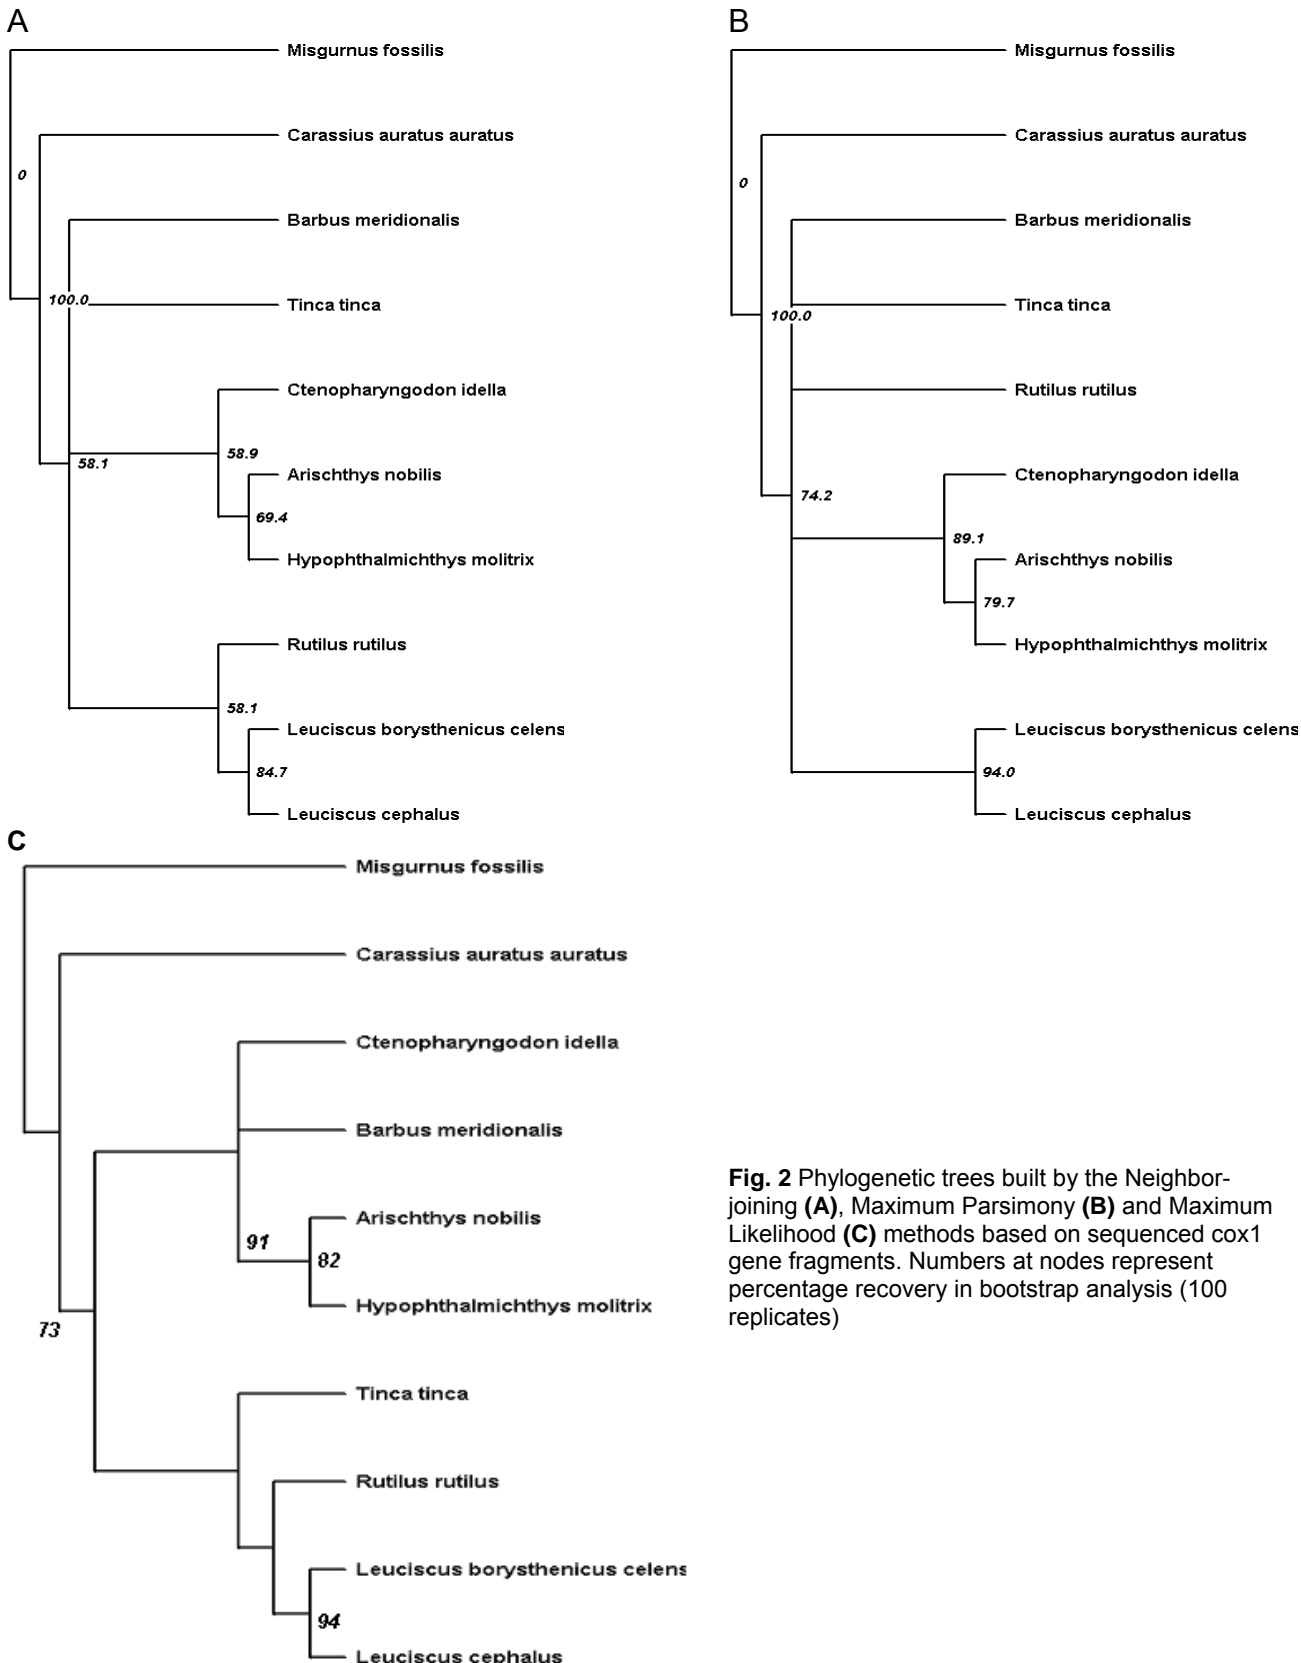 A
Misgurnus fossilis
Carassius auratus auratus
0
Barbus meridionalis
100.0
Tinca tinca
Ctenopharyngodon idella
58.9
58.1
Arischthys nobilis
69.4
Hypophthalmichthys molitrix
Rutilus rutilus
58.1
Leuciscus borysthenicus celens
84.7
Leuciscus cephalus
B
Misgurnus fossilis
Carassius auratus auratus
0
Barbus meridionalis
Tinca tinca
100.0
Rutilus rutilus
Ctenopharyngodon idella
74.2
89.1
Arischthys nobilis
79.7
Hypophthalmichthys molitrix
Leuciscus borysthenicus celens
94.0
Leuciscus cephalus
C
Misgurnus fossilis
Carassius auratus auratus
Ctenopharyngodon idella
Barbus meridionalis
Arischthys nobilis
91
82
Hypophthalmichthys molitrix
73
Tinca tinca
Rutilus rutilus
Leuciscus borysthenicus celens
94
Leuciscus cephalus
Fig. 2 Phylogenetic trees built by the Neighbor-
joining (A), Maximum Parsimony (B) and Maximum
Likelihood (C) methods based on sequenced cox1
gene fragments. Numbers at nodes represent
percentage recovery in bootstrap analysis (100
replicates)